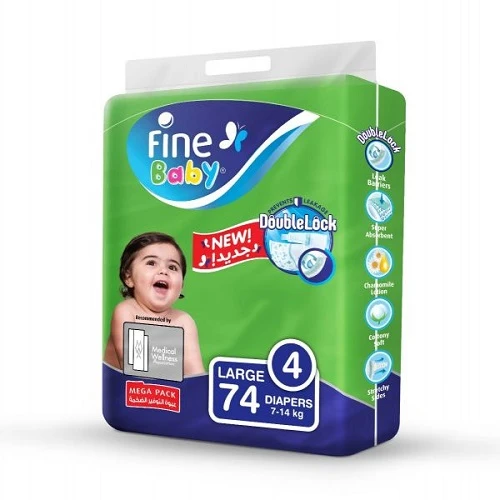 fine
Baby®
PREVENTS LEAKAGE
DoubleLock
NEW!
جديد!
Recommended by
Medical
Wellness
MEGA PACK
عبوة التوفير الضخمة
LARGE
74
4
DIAPERS
7-14 kg
DoubleLock
Leak
Barriers
Super
Absorbent
Chamomile
Lotion
Cottony
Soft
Stretchy
Sides